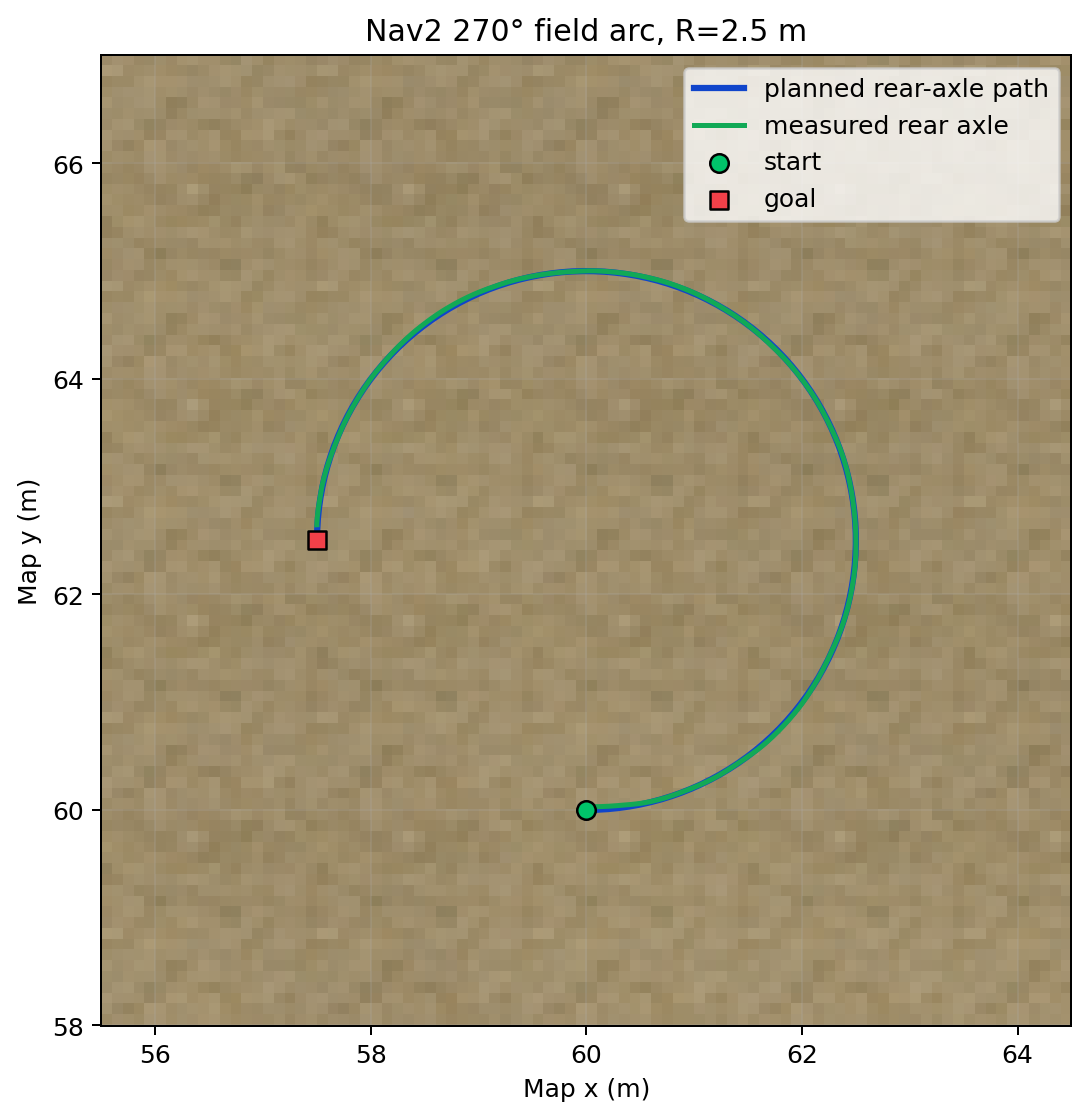 Nav2 270° field arc, R=2.5 m
planned rear-axle path
measured rear axle
start
goal
Map y (m)
66
64
62
60
58
56
58
60
62
64
Map x (m)